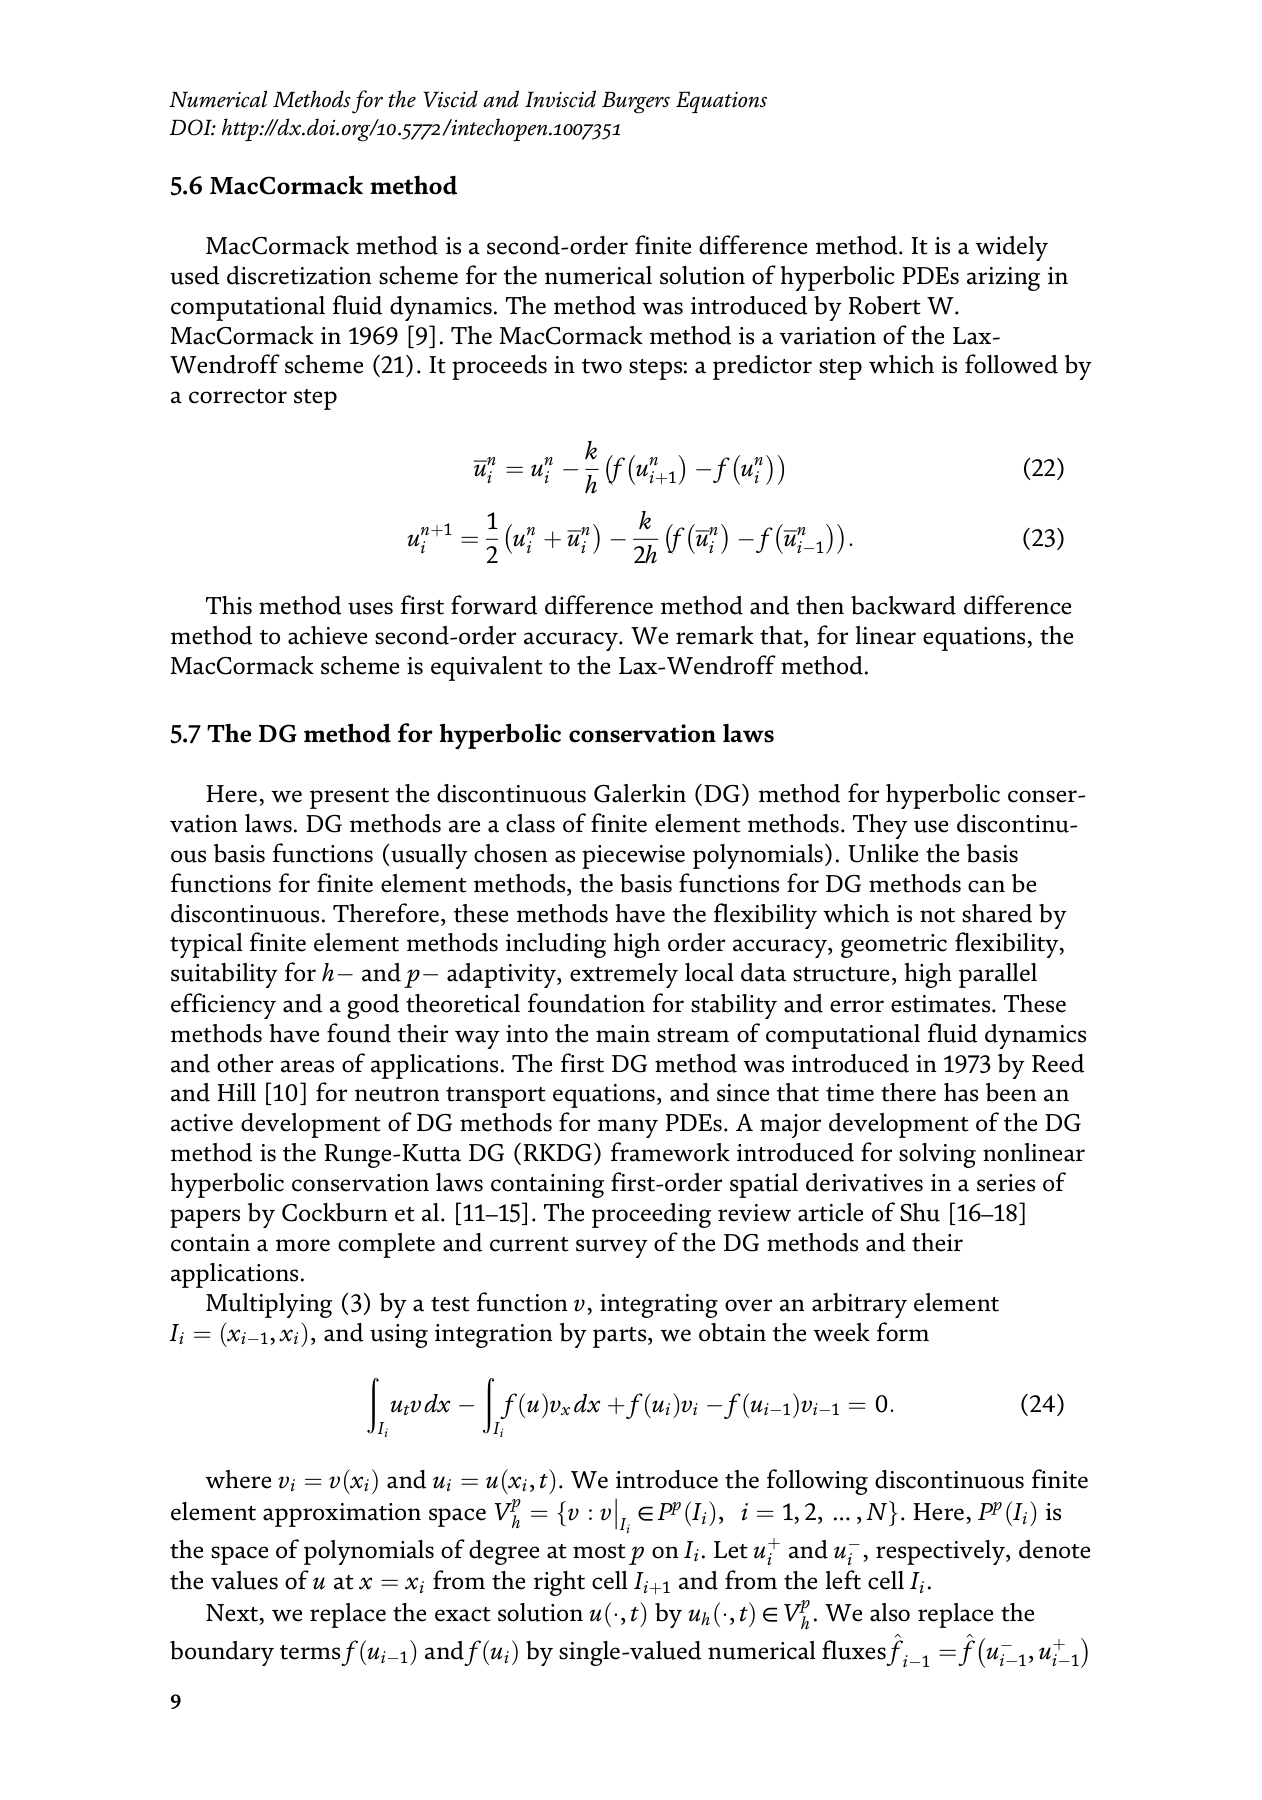 Numerical Methods for the Viscid and Inviscid Burgers Equations
DOI: http://dx.doi.org/10.5772/intechopen.1007351
5.6 MacCormack method
MacCormack method is a second-order finite difference method. It is a widely
used discretization scheme for the numerical solution of hyperbolic PDEs arizing in
computational fluid dynamics. The method was introduced by Robert W.
MacCormack in 1969 [9]. The MacCormack method is a variation of the Lax-
Wendroff scheme (21). It proceeds in two steps: a predictor step which is followed by
a corrector step
$\overline{u}_i^n = u_i^n - \frac{k}{h}\left(f\left(u_{i+1}^n\right) - f\left(u_i^n\right)\right)$ (22)
$u_i^{n+1} = \frac{1}{2}\left(u_i^n + \overline{u}_i^n\right) - \frac{k}{2h}\left(f\left(\overline{u}_i^n\right) - f\left(\overline{u}_{i-1}^n\right)\right).$ (23)
This method uses first forward difference method and then backward difference
method to achieve second-order accuracy. We remark that, for linear equations, the
MacCormack scheme is equivalent to the Lax-Wendroff method.
5.7 The DG method for hyperbolic conservation laws
Here, we present the discontinuous Galerkin (DG) method for hyperbolic conser-
vation laws. DG methods are a class of finite element methods. They use discontinu-
ous basis functions (usually chosen as piecewise polynomials). Unlike the basis
functions for finite element methods, the basis functions for DG methods can be
discontinuous. Therefore, these methods have the flexibility which is not shared by
typical finite element methods including high order accuracy, geometric flexibility,
suitability for $h-$ and $p-$ adaptivity, extremely local data structure, high parallel
efficiency and a good theoretical foundation for stability and error estimates. These
methods have found their way into the main stream of computational fluid dynamics
and other areas of applications. The first DG method was introduced in 1973 by Reed
and Hill [10] for neutron transport equations, and since that time there has been an
active development of DG methods for many PDEs. A major development of the DG
method is the Runge-Kutta DG (RKDG) framework introduced for solving nonlinear
hyperbolic conservation laws containing first-order spatial derivatives in a series of
papers by Cockburn et al. [11–15]. The proceeding review article of Shu [16–18]
contain a more complete and current survey of the DG methods and their
applications.
Multiplying (3) by a test function $v$, integrating over an arbitrary element
$I_i = (x_{i-1}, x_i)$, and using integration by parts, we obtain the week form
$\int_{I_i} u_t v\,dx - \int_{I_i} f(u) v_x\,dx + f(u_i)v_i - f(u_{i-1})v_{i-1} = 0.$ (24)
where $v_i = v(x_i)$ and $u_i = u(x_i, t)$. We introduce the following discontinuous finite
element approximation space $V_h^p = \{v : v|_{I_i} \in P^p(I_i),\ i = 1, 2, \ldots, N\}$. Here, $P^p(I_i)$ is
the space of polynomials of degree at most $p$ on $I_i$. Let $u_i^+$ and $u_i^-$, respectively, denote
the values of $u$ at $x = x_i$ from the right cell $I_{i+1}$ and from the left cell $I_i$.
Next, we replace the exact solution $u(\cdot, t)$ by $u_h(\cdot, t) \in V_h^p$. We also replace the
boundary terms $f(u_{i-1})$ and $f(u_i)$ by single-valued numerical fluxes $\hat{f}_{i-1} = \hat{f}\left(u_{i-1}^-, u_{i-1}^+\right)$
9